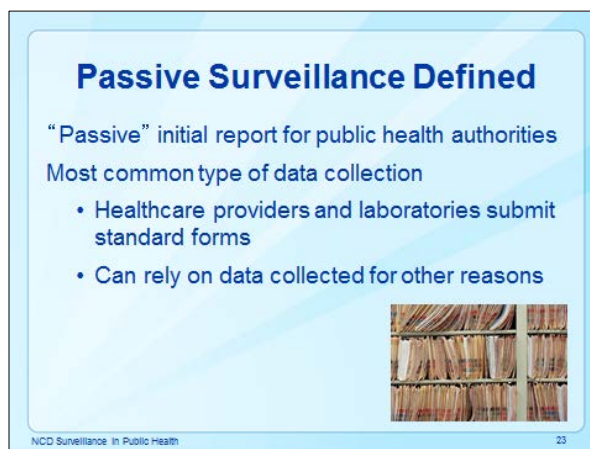 Passive Surveillance Defined
“Passive” initial report for public health authorities
Most common type of data collection
• Healthcare providers and laboratories submit
standard forms
• Can rely on data collected for other reasons
NCD Surveillance in Public Health
23